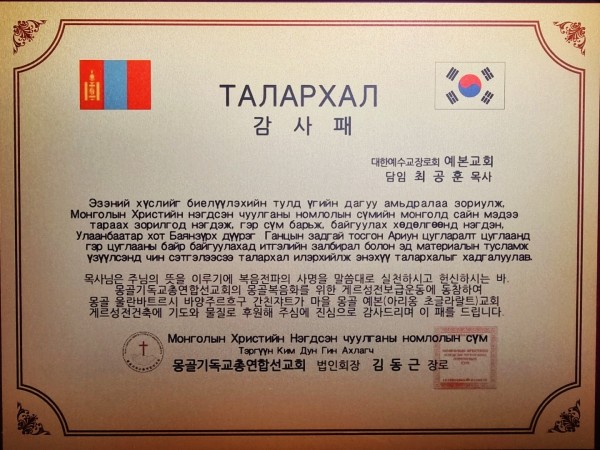 ТАЛАРХАЛ
감 사 패
대한예수교장로회 예본교회
담임 최 공 훈 목사
Эзэний хүслийг биелүүлэхийн тулд үгийн дагуу амьдралаа зориулж,
Монголын Христийн нэгдсэн чуулганы номлолын сүмийн монголд сайн мэдээ
тараах зорилгод нэгдэж, гэр сүм барьж, байгуулах хөдөлгөөнд нэгдэн,
Улаанбаатар хот Баянзүрх дүүрэг Ганцын задгай тосгон Ариун цугларалт цуглаанд
гэр цуглааны байр байгуулахад итгэлийн залбирал болон эд материалын тусламж
үзүүлсэнд чин сэтгэлээсээ талархал илэрхийлж энэхүү талархалыг хадгалуулав.
목사님은 주님의 뜻을 이루기에 복음전파의 사명을 말씀대로 실천하시고 헌신하시는 바.
몽골기독교총연합선교회의 몽골복음화를 위한 게르성전보급운동에 동참하여
몽골 울란바트르시 바양주르흐구 간친쟈트가 마을 몽골 예본(아리옹 초글라랄트)교회
게르성전건축에 기도와 물질로 후원해 주심에 진심으로 감사드리며 이 패를 드립니다.
Монголын Христийн Нэгдсэн чуулганы номлолын сүм
Тэргүүн Ким Дун Гин Ахлагч
몽골기독교총연합선교회 법인회장 김 동 근 장로